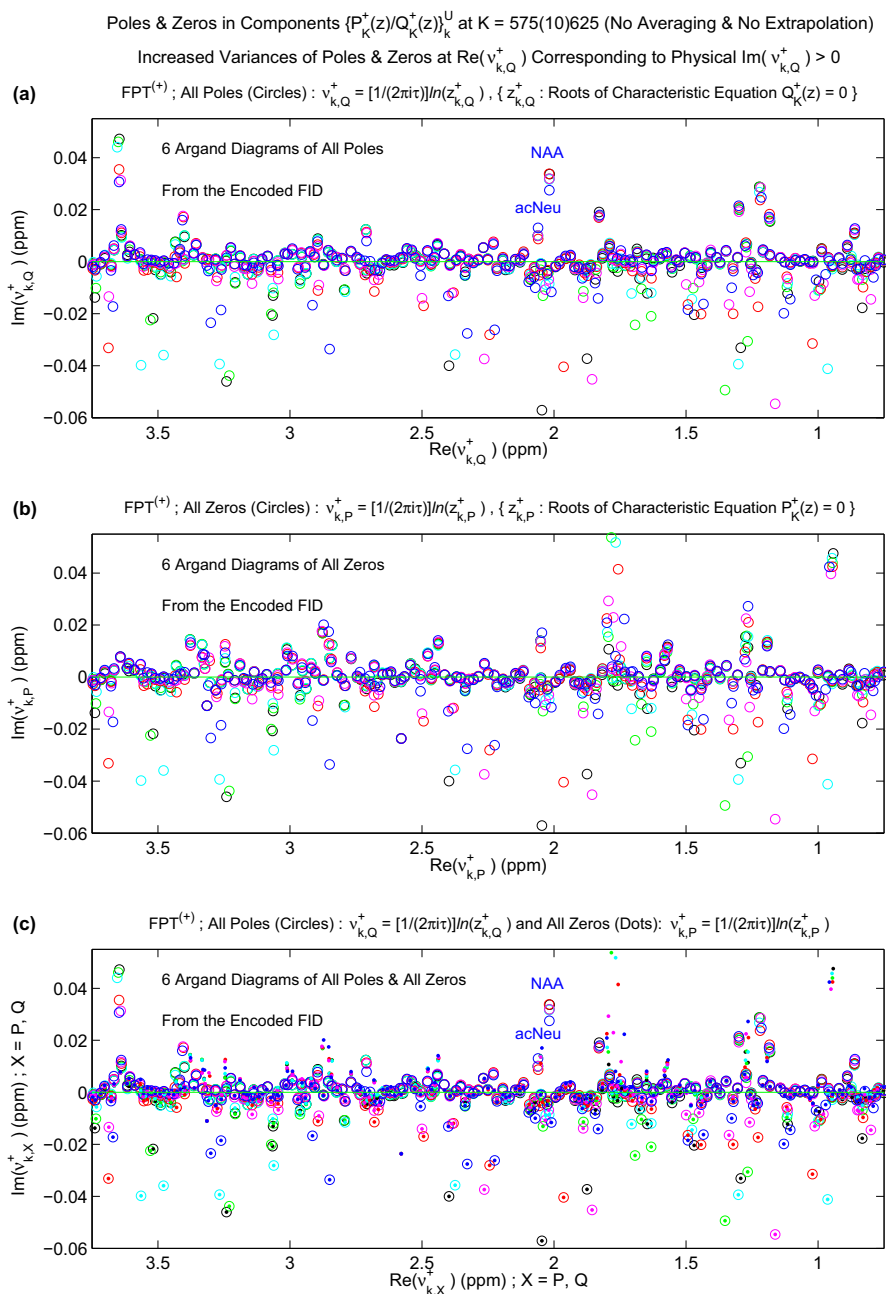 Poles & Zeros in Components {P⁺_K(z)/Q⁺_K(z)}ᵁ_k at K = 575(10)625 (No Averaging & No Extrapolation)
Increased Variances of Poles & Zeros at Re(ν⁺_{k,Q}) Corresponding to Physical Im(ν⁺_{k,Q}) > 0
(a) FPT⁽⁺⁾ ; All Poles (Circles) : ν⁺_{k,Q} = [1/(2πiτ)]ln(z⁺_{k,Q}) , { z⁺_{k,Q} : Roots of Characteristic Equation Q⁺_K(z) = 0 }
6 Argand Diagrams of All Poles
From the Encoded FID
NAA
acNeu
0.04
0.02
0
−0.02
−0.04
−0.06
Im(ν⁺_{k,Q}) (ppm)
3.5 3 2.5 2 1.5 1
Re(ν⁺_{k,Q}) (ppm)
(b) FPT⁽⁺⁾ ; All Zeros (Circles) : ν⁺_{k,P} = [1/(2πiτ)]ln(z⁺_{k,P}) , { z⁺_{k,P} : Roots of Characteristic Equation P⁺_K(z) = 0 }
6 Argand Diagrams of All Zeros
From the Encoded FID
0.04
0.02
0
−0.02
−0.04
−0.06
Im(ν⁺_{k,P}) (ppm)
3.5 3 2.5 2 1.5 1
Re(ν⁺_{k,P}) (ppm)
(c) FPT⁽⁺⁾ ; All Poles (Circles) : ν⁺_{k,Q} = [1/(2πiτ)]ln(z⁺_{k,Q}) and All Zeros (Dots): ν⁺_{k,P} = [1/(2πiτ)]ln(z⁺_{k,P})
6 Argand Diagrams of All Poles & All Zeros
From the Encoded FID
NAA
acNeu
0.04
0.02
0
−0.02
−0.04
−0.06
Im(ν⁺_{k,X}) (ppm) ; X = P, Q
3.5 3 2.5 2 1.5 1
Re(ν⁺_{k,X}) (ppm) ; X = P, Q